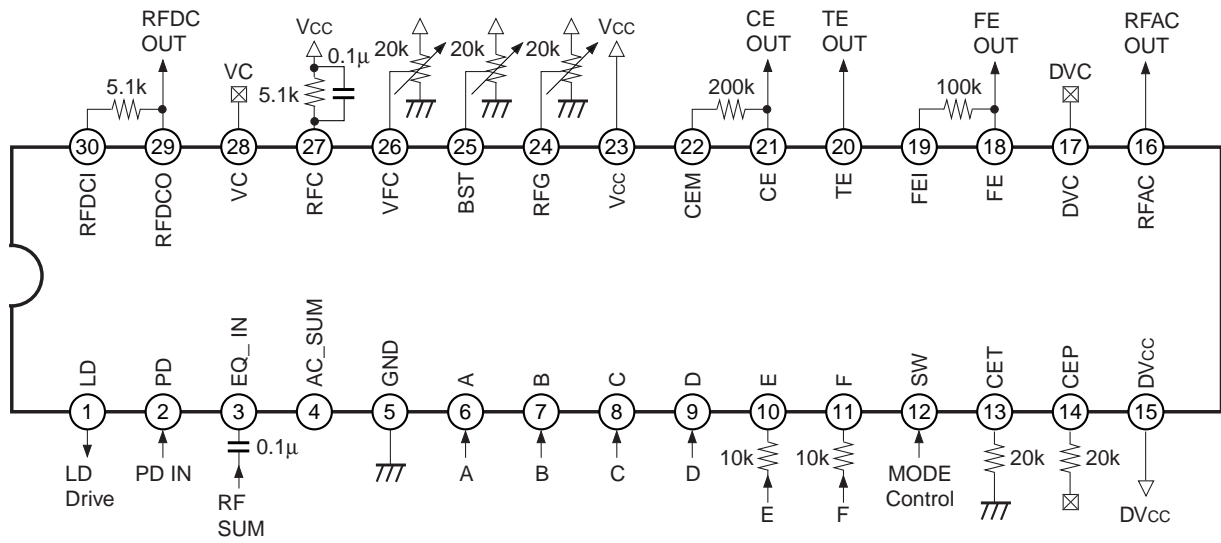 RFDC
OUT
VC
VCC
0.1μ
5.1k
5.1k
20k
20k
20k
VCC
200k
CE
OUT
TE
OUT
100k
FE
OUT
DVC
RFAC
OUT
30
29
28
27
26
25
24
23
22
21
20
19
18
17
16
RFDCI
RFDCO
VC
RFC
VFC
BST
RFG
VCC
CEM
CE
TE
FEI
FE
DVC
RFAC
LD
PD
EQ_IN
AC_SUM
GND
A
B
C
D
E
F
SW
CET
CEP
DVCC
1
2
3
4
5
6
7
8
9
10
11
12
13
14
15
LD
Drive
PD IN
0.1μ
RF
SUM
A
B
C
D
10k
E
10k
F
MODE
Control
20k
20k
DVCC